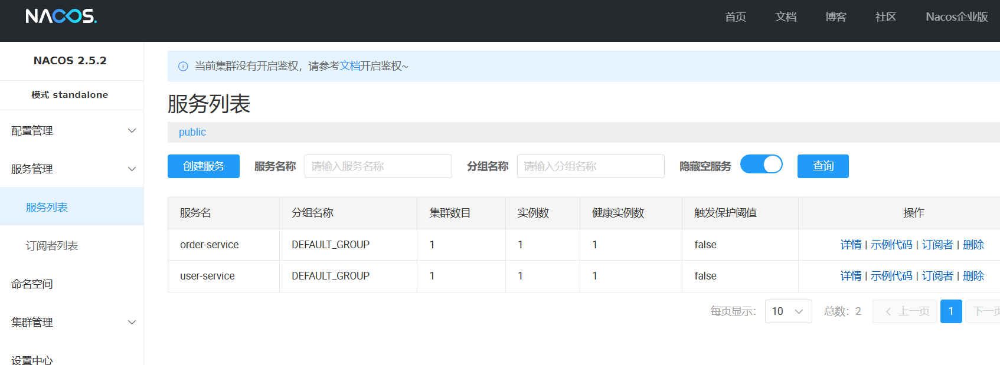 NACOS. 首页 文档 博客 社区 Nacos企业版
NACOS 2.5.2
模式 standalone
配置管理
服务管理
服务列表
订阅者列表
命名空间
集群管理
设置中心
当前集群没有开启鉴权，请参考文档开启鉴权~
服务列表
public
创建服务 服务名称 请输入服务名称 分组名称 请输入分组名称 隐藏空服务 查询
服务名 分组名称 集群数目 实例数 健康实例数 触发保护阈值 操作
order-service DEFAULT_GROUP 1 1 1 false 详情 | 示例代码 | 订阅者 | 删除
user-service DEFAULT_GROUP 1 1 1 false 详情 | 示例代码 | 订阅者 | 删除
每页显示： 10 总数：2 上一页 1 下一页